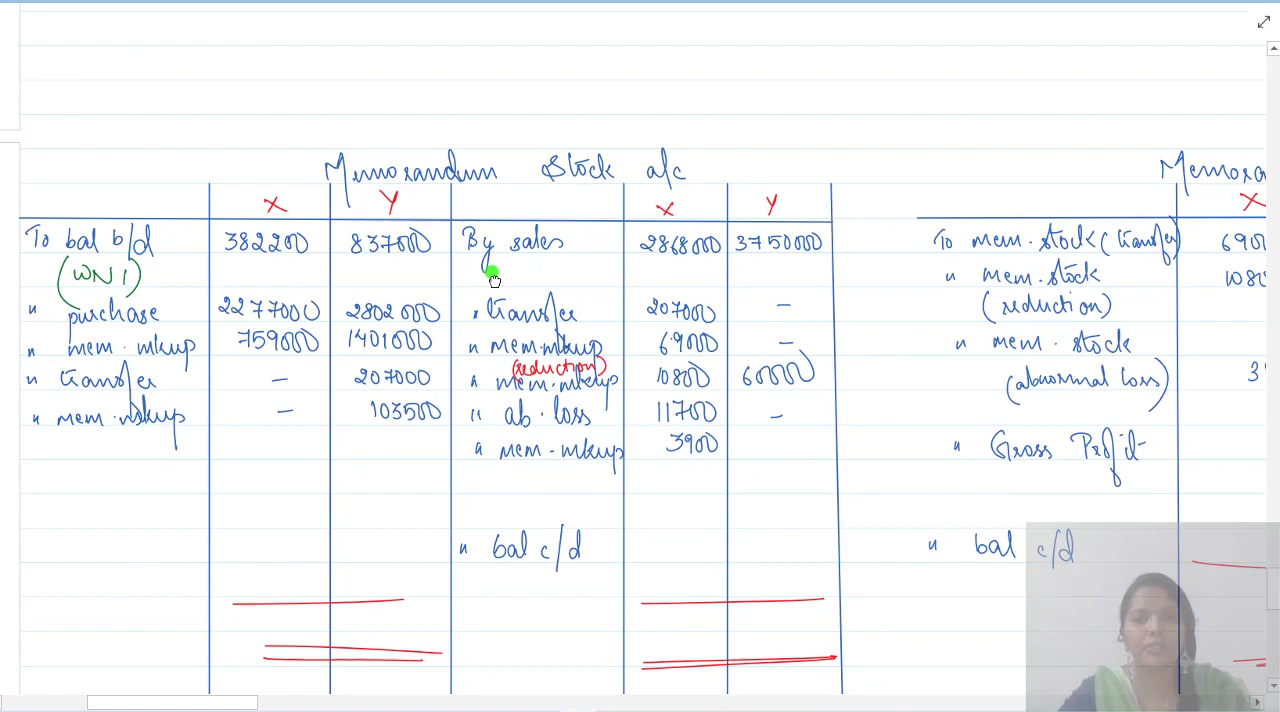 Memorandum Stock a/c
X Y X Y
To bal b/d 382200 837000 By sales 2868000 3750000
(WN 1)
" purchase 2277000 2802000 " transfer 207000 -
" mem. mkup 759000 1401000 " mem.mkup 69000 -
(reduction)
" transfer - 207000 " mem.mkup 10800 60000
" mem.mkup - 103500 " ab. loss 11700 -
" mem.mkup 3900
" bal c/d
Memora
X
To mem.stock (transfer) 6900
" mem.stock 108
(reduction)
" mem. stock
(abnormal loss) 39
" Gross Profit
" bal c/d